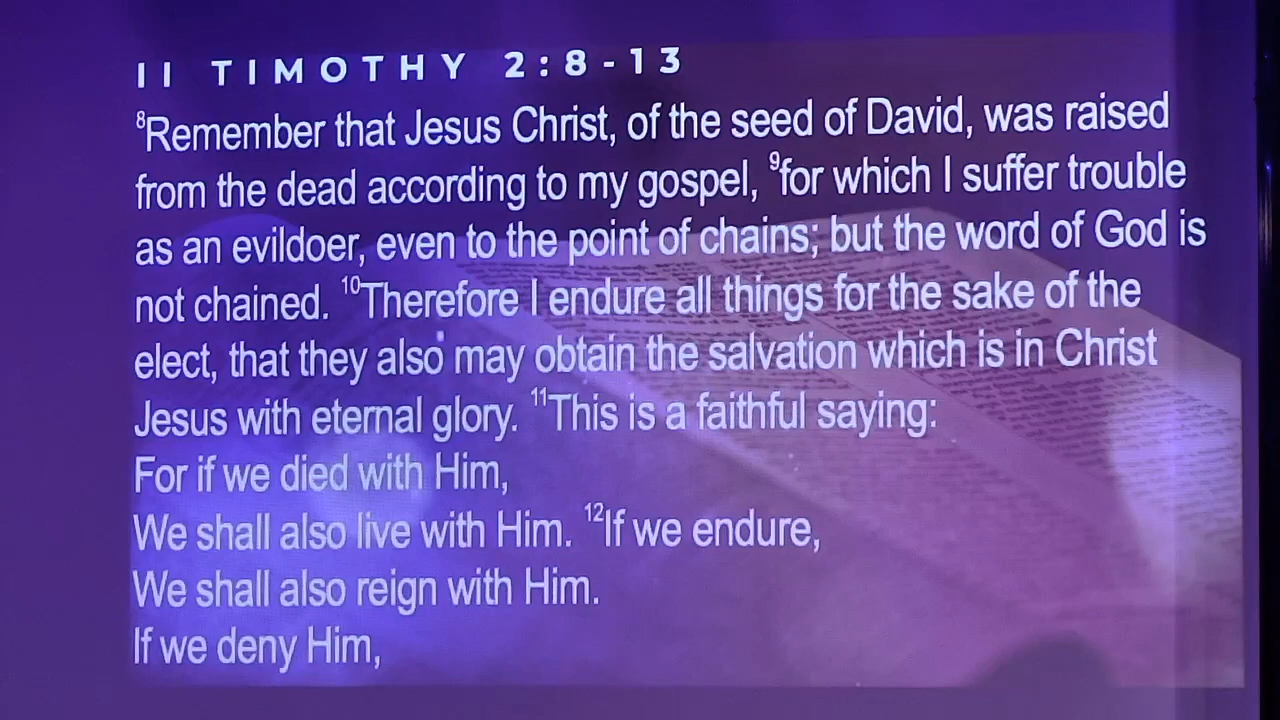 II TIMOTHY 2:8-13
⁸Remember that Jesus Christ, of the seed of David, was raised
from the dead according to my gospel, ⁹for which I suffer trouble
as an evildoer, even to the point of chains; but the word of God is
not chained. ¹⁰Therefore I endure all things for the sake of the
elect, that they also may obtain the salvation which is in Christ
Jesus with eternal glory. ¹¹This is a faithful saying:
For if we died with Him,
We shall also live with Him. ¹²If we endure,
We shall also reign with Him.
If we deny Him,